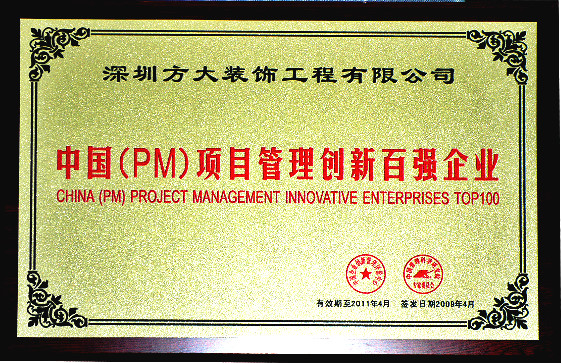 深圳方大装饰工程有限公司
中国(PM)项目管理创新百强企业
CHINA (PM) PROJECT MANAGEMENT INNOVATIVE ENTERPRISES TOP100
有效期至2011年4月 签发日期2009年4月